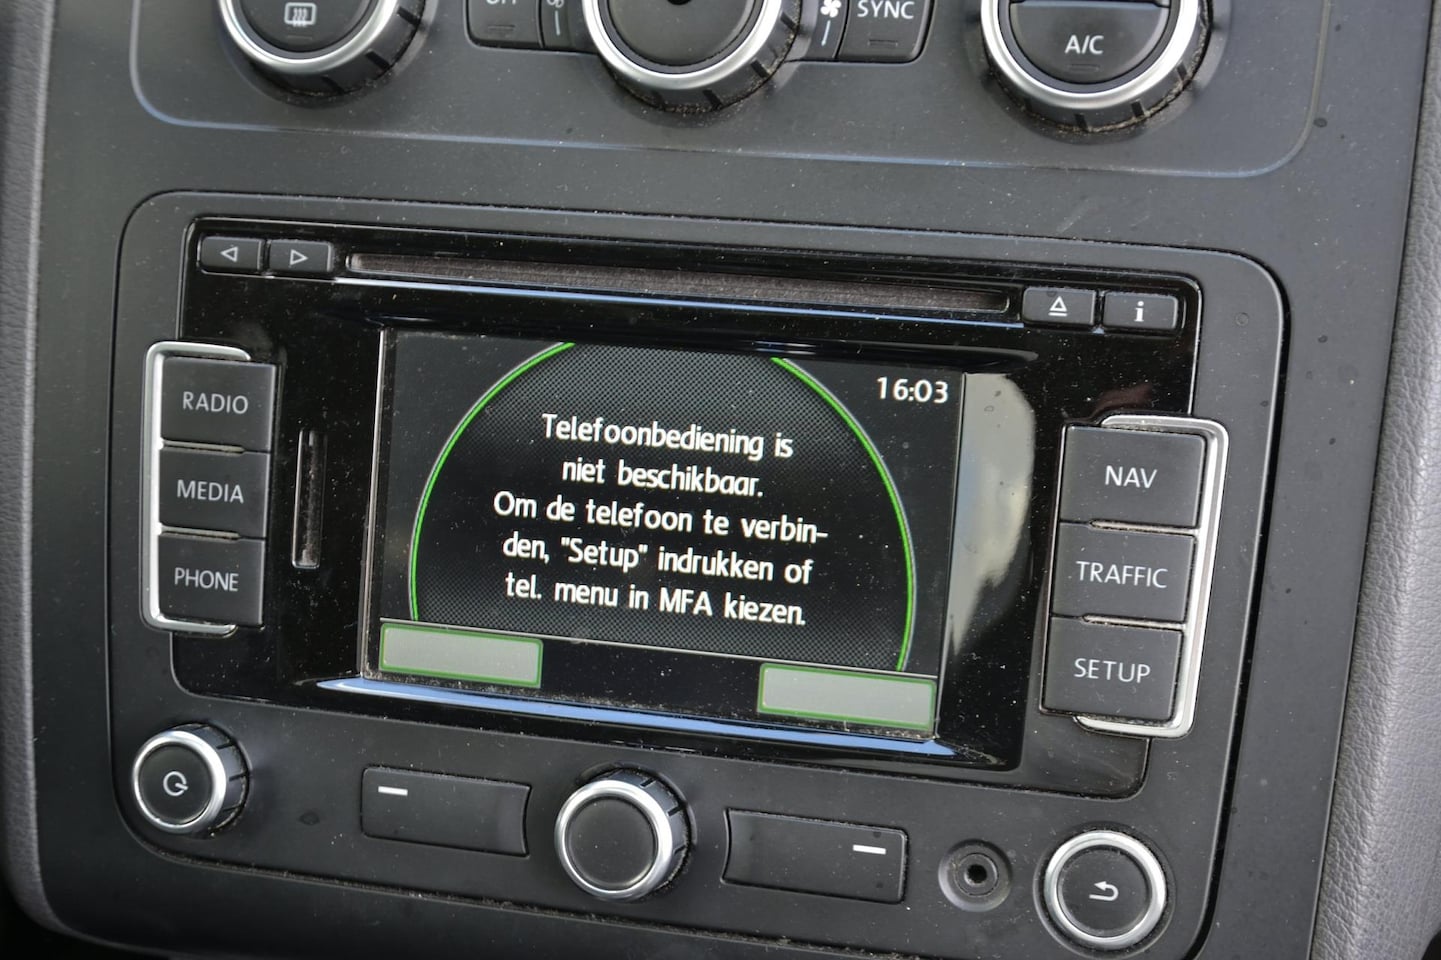 SYNC
A/C
i
RADIO
MEDIA
PHONE
16:03
Telefoonbediening is
niet beschikbaar.
Om de telefoon te verbin-
den, "Setup" indrukken of
tel. menu in MFA kiezen.
NAV
TRAFFIC
SETUP